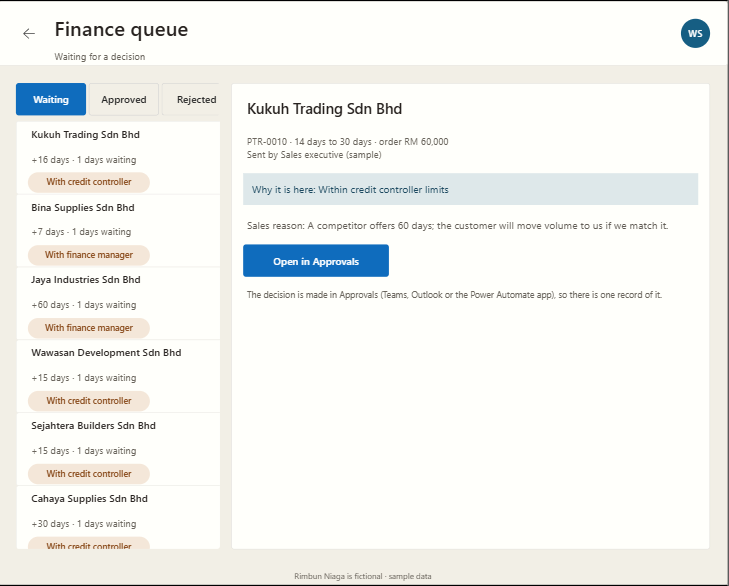 Finance queue
WS
Waiting for a decision
Waiting
Approved
Rejected
Kukuh Trading Sdn Bhd
+16 days · 1 days waiting
With credit controller
Bina Supplies Sdn Bhd
+7 days · 1 days waiting
With finance manager
Jaya Industries Sdn Bhd
+60 days · 1 days waiting
With finance manager
Wawasan Development Sdn Bhd
+15 days · 1 days waiting
With credit controller
Sejahtera Builders Sdn Bhd
+15 days · 1 days waiting
With credit controller
Cahaya Supplies Sdn Bhd
+30 days · 1 days waiting
With credit controller
Kukuh Trading Sdn Bhd
PTR-0010 · 14 days to 30 days · order RM 60,000
Sent by Sales executive (sample)
Why it is here: Within credit controller limits
Sales reason: A competitor offers 60 days; the customer will move volume to us if we match it.
Open in Approvals
The decision is made in Approvals (Teams, Outlook or the Power Automate app), so there is one record of it.
Rimbun Niaga is fictional · sample data